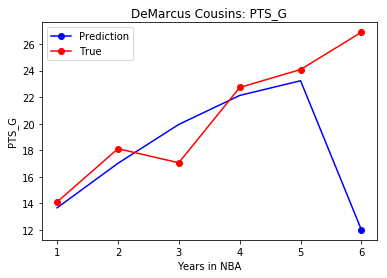 DeMarcus Cousins: PTS_G
Prediction
True
PTS_G
26
24
22
20
18
16
14
12
1 2 3 4 5 6
Years in NBA